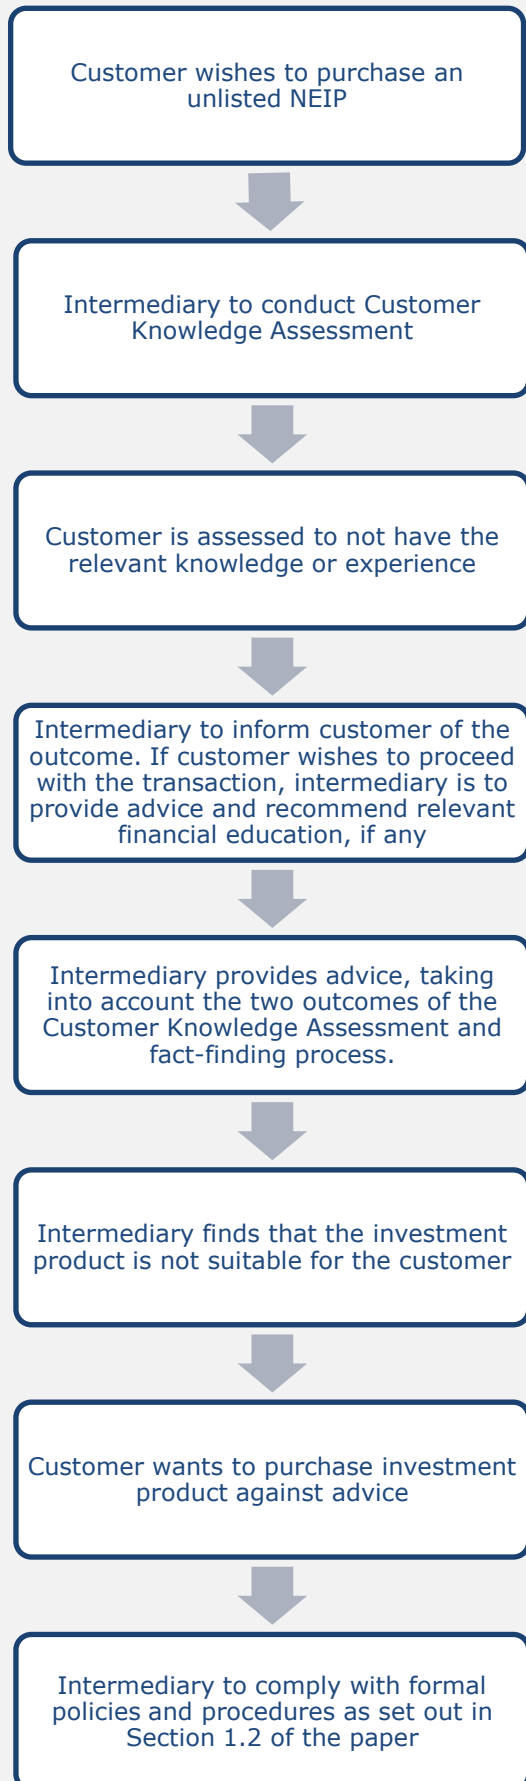 Customer wishes to purchase an
unlisted NEIP
Intermediary to conduct Customer
Knowledge Assessment
Customer is assessed to not have the
relevant knowledge or experience
Intermediary to inform customer of the
outcome. If customer wishes to proceed
with the transaction, intermediary is to
provide advice and recommend relevant
financial education, if any
Intermediary provides advice, taking
into account the two outcomes of the
Customer Knowledge Assessment and
fact-finding process.
Intermediary finds that the investment
product is not suitable for the customer
Customer wants to purchase investment
product against advice
Intermediary to comply with formal
policies and procedures as set out in
Section 1.2 of the paper